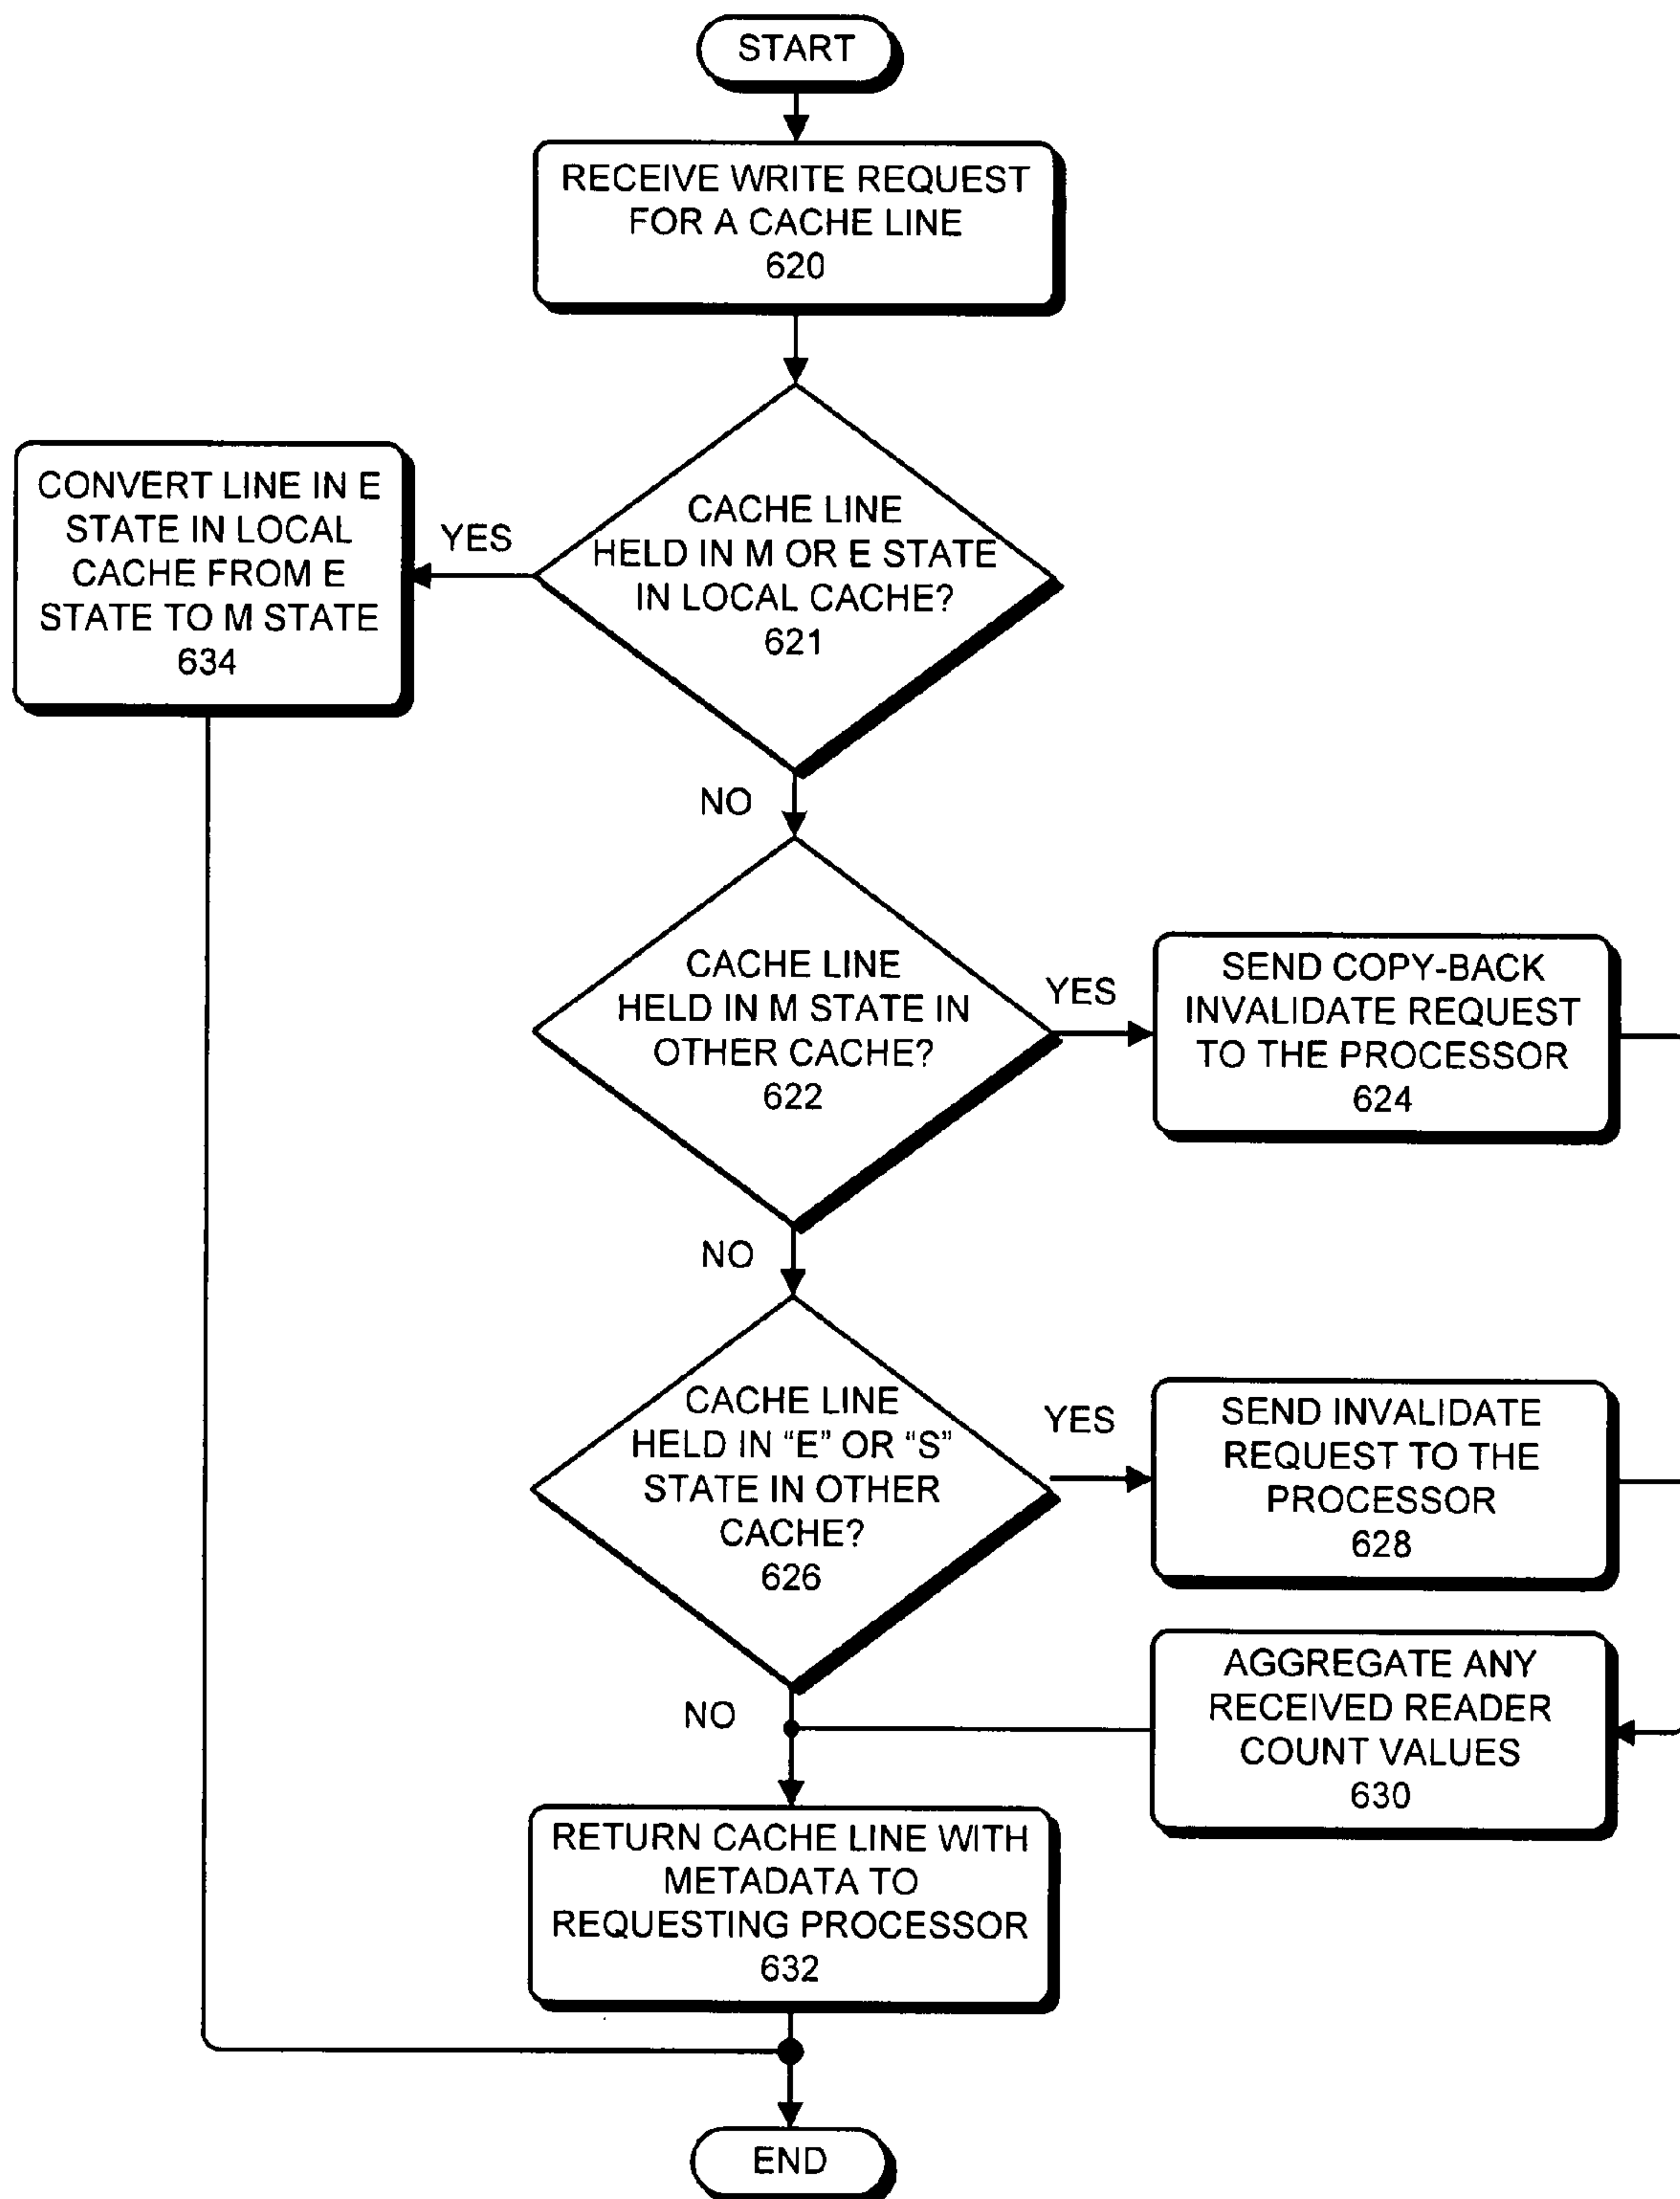 START
RECEIVE WRITE REQUEST
FOR A CACHE LINE
620
CACHE LINE
HELD IN M OR E STATE
IN LOCAL CACHE?
621
YES
CONVERT LINE IN E
STATE IN LOCAL
CACHE FROM E
STATE TO M STATE
634
NO
CACHE LINE
HELD IN M STATE IN
OTHER CACHE?
622
YES
SEND COPY-BACK
INVALIDATE REQUEST
TO THE PROCESSOR
624
NO
CACHE LINE
HELD IN “E” OR “S”
STATE IN OTHER
CACHE?
626
YES
SEND INVALIDATE
REQUEST TO THE
PROCESSOR
628
NO
AGGREGATE ANY
RECEIVED READER
COUNT VALUES
630
RETURN CACHE LINE WITH
METADATA TO
REQUESTING PROCESSOR
632
END